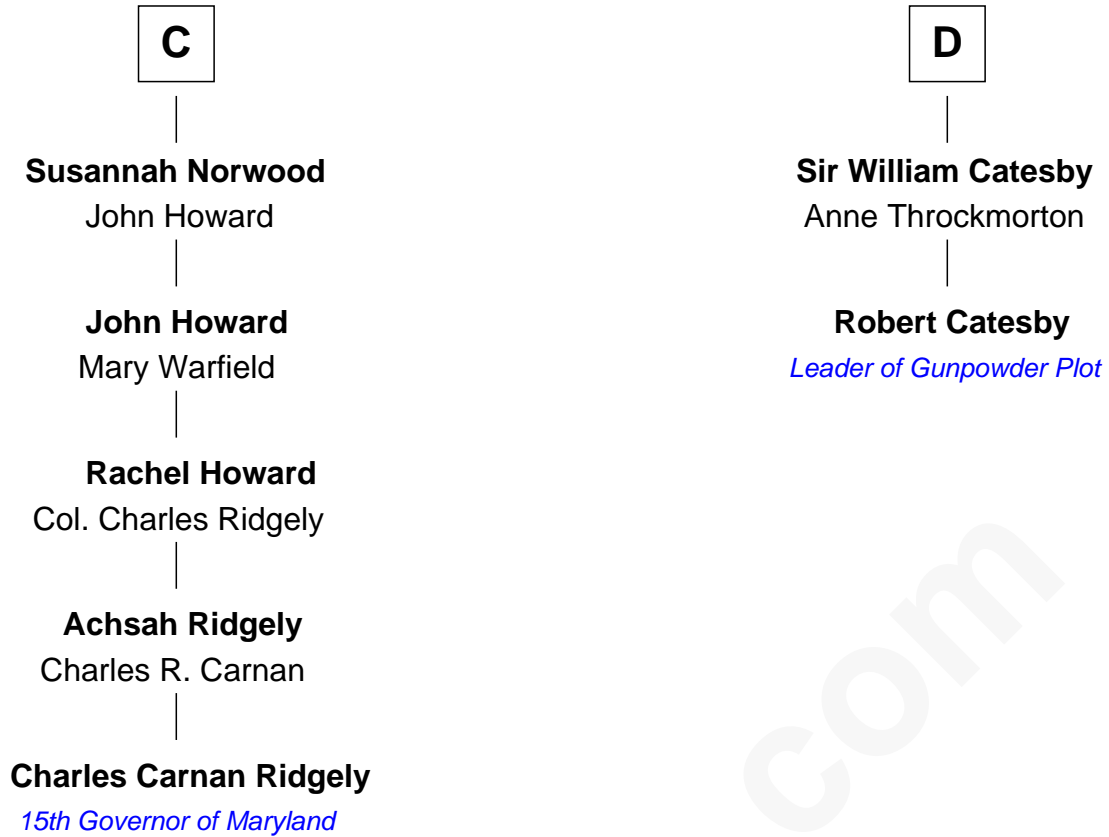 C
Susannah Norwood
John Howard
John Howard
Mary Warfield
Rachel Howard
Col. Charles Ridgely
Achsah Ridgely
Charles R. Carnan
Charles Carnan Ridgely
15th Governor of Maryland
D
Sir William Catesby
Anne Throckmorton
Robert Catesby
Leader of Gunpowder Plot
com